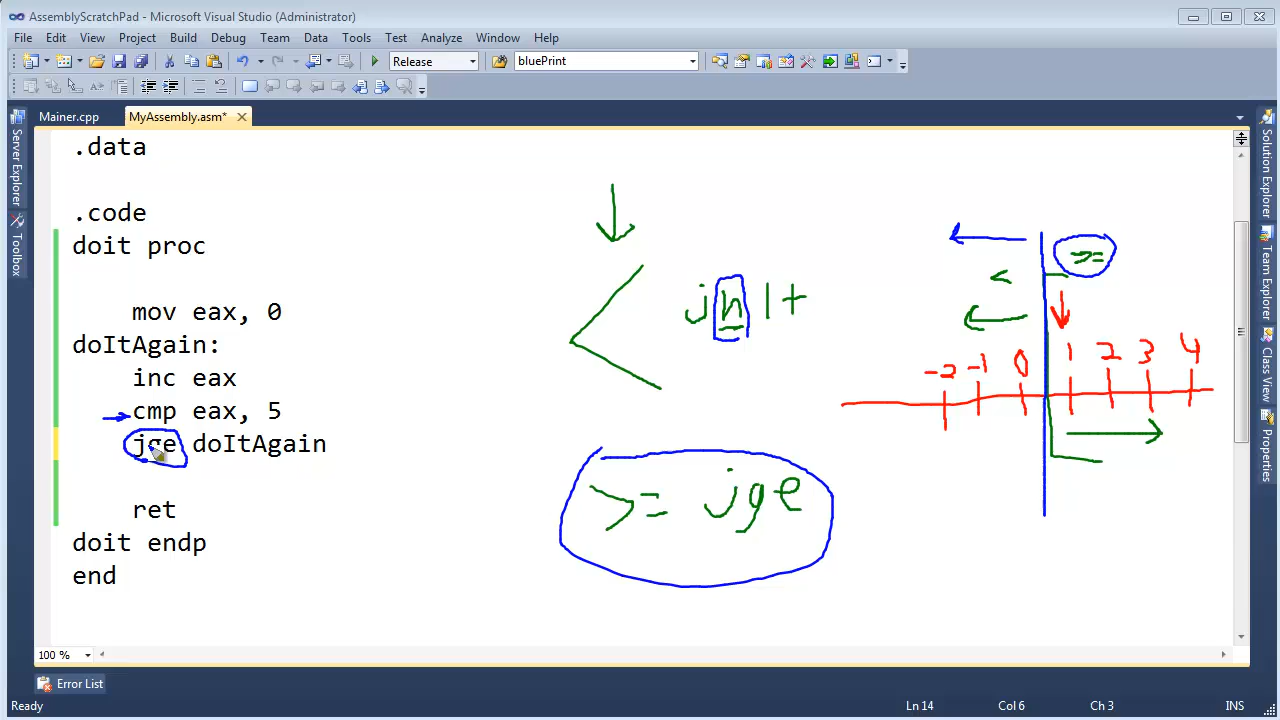 AssemblyScratchPad - Microsoft Visual Studio (Administrator)
File Edit View Project Build Debug Team Data Tools Test Analyze Window Help
Release bluePrint
Mainer.cpp MyAssembly.asm*
Server Explorer
Toolbox
Solution Explorer
Team Explorer
Class View
Properties
.data
.code
doit proc
mov eax, 0
doItAgain:
inc eax
cmp eax, 5
jge doItAgain
ret
doit endp
end
<
jnlt
>= jge
< >=
-2 -1 0 1 2 3 4
100 %
Error List
Ready Ln 14 Col 6 Ch 3 INS